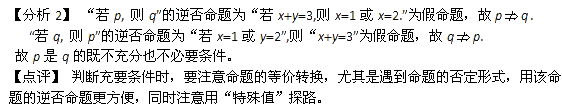 【分析 2】 “若 p, 则 q”的逆否命题为“若 x+y=3,则 x=1 或 x=2.”为假命题，故 p⇏q.
“若 q, 则 p”的逆否命题为“若 x=1 或 y=2”,则“x+y=3”为假命题，故 q⇏p.
故 p 是 q 的既不充分也不必要条件。
【点评】 判断充要条件时，要注意命题的等价转换，尤其是遇到命题的否定形式，用该命
题的逆否命题更方便，同时注意用“特殊值”探路。